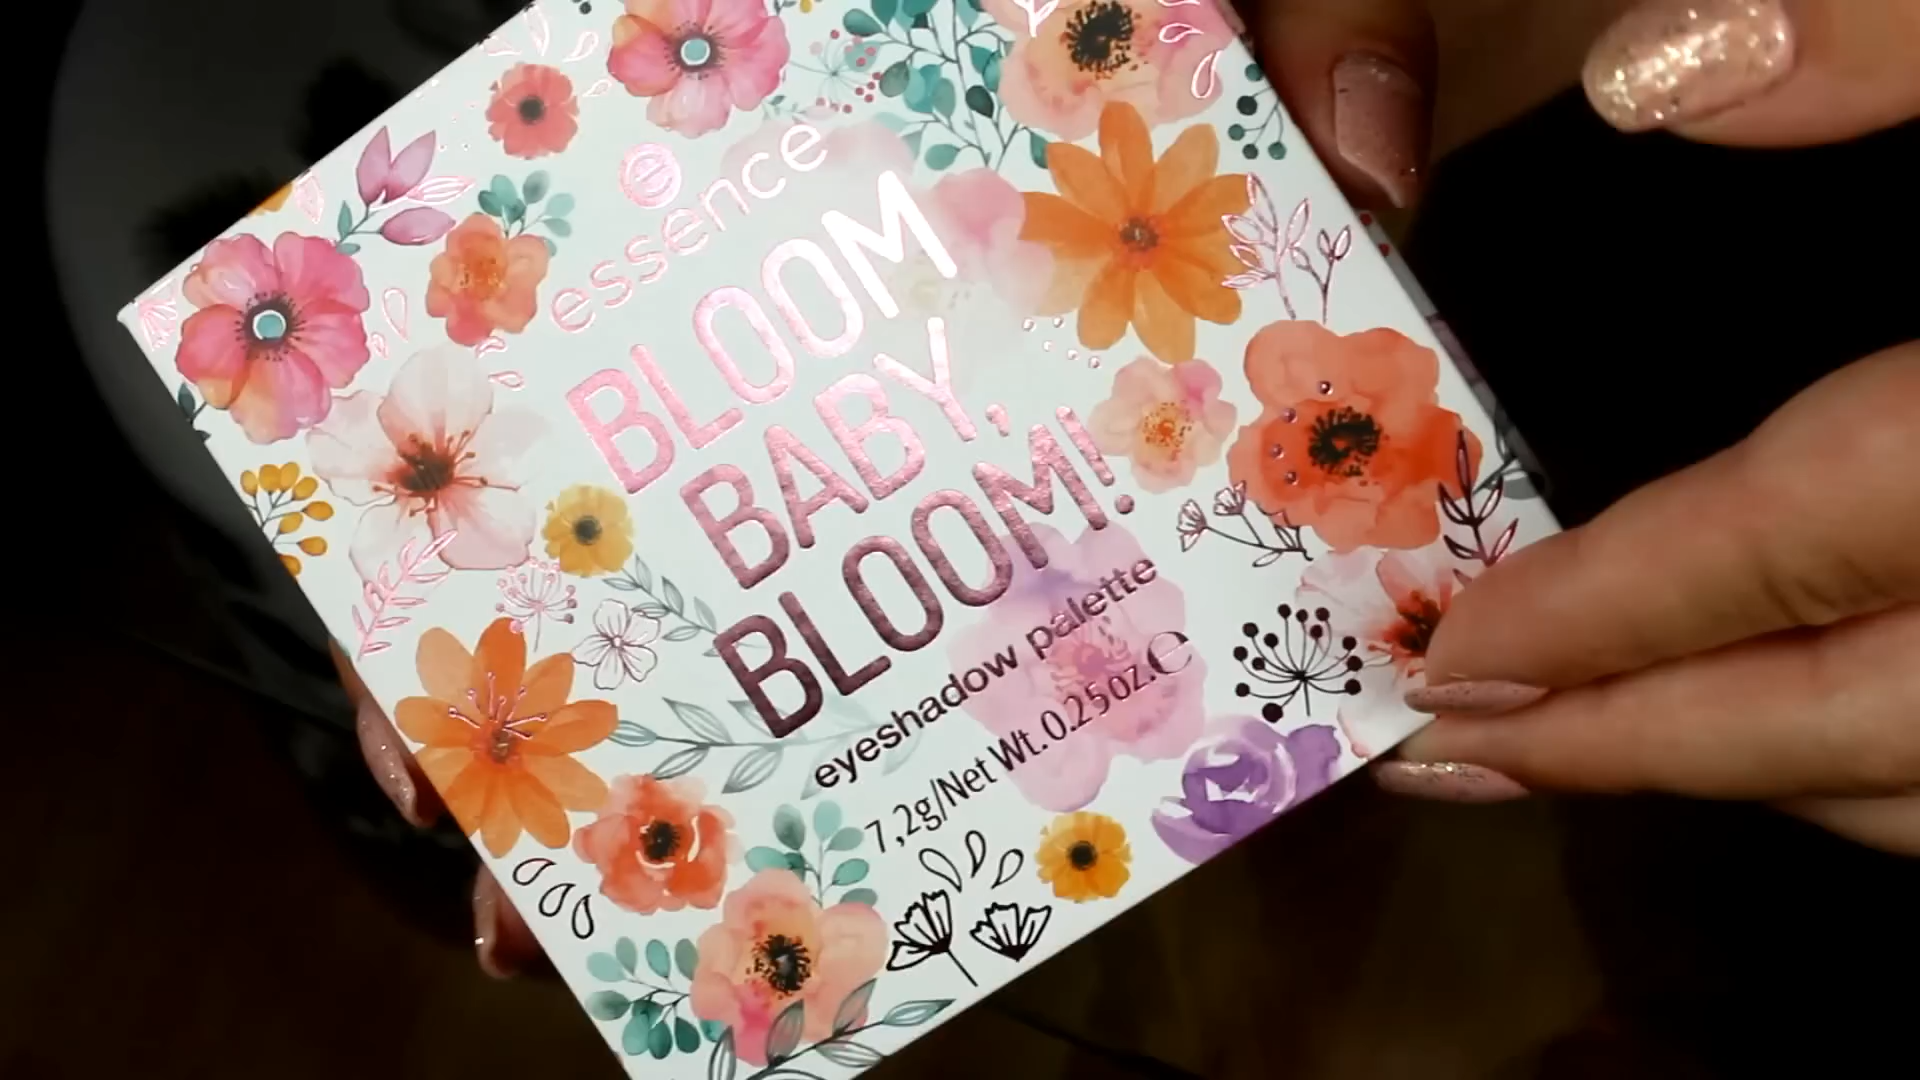 e
essence
BLOOM
BABY,
BLOOM!
eyeshadow palette
7,2g/Net Wt. 0.25oz.℮